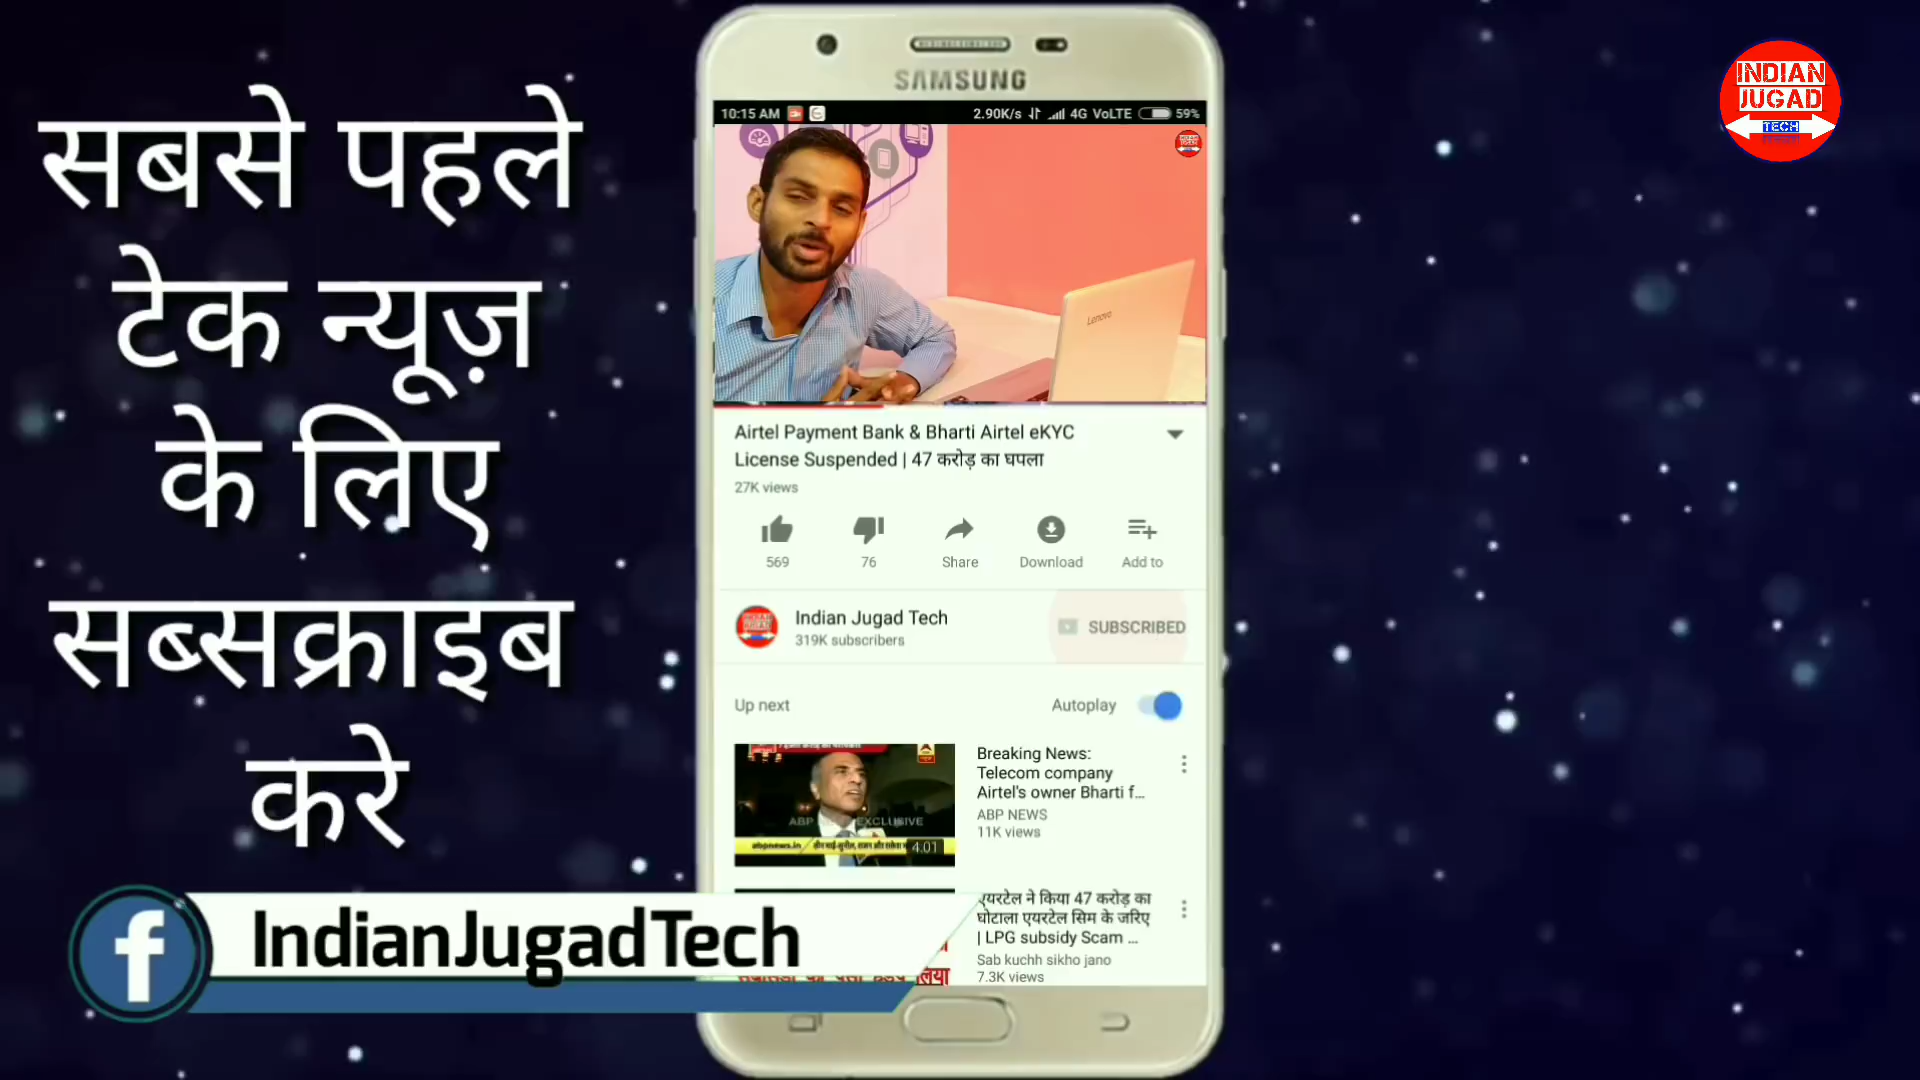 सबसे पहले
टेक न्यूज़
के लिए
सब्सक्राइब
करे
IndianJugadTech
SAMSUNG
10:15 AM 2.90K/s 4G VoLTE 59%
Lenovo
Airtel Payment Bank & Bharti Airtel eKYC
License Suspended | 47 करोड़ का घपला
27K views
569 76 Share Download Add to
Indian Jugad Tech
319K subscribers
SUBSCRIBED
Up next Autoplay
ABP EXCLUSIVE
abpnews.in
4:01
Breaking News:
Telecom company
Airtel's owner Bharti f...
ABP NEWS
11K views
एयरटेल ने किया 47 करोड़ का
घोटाला एयरटेल सिम के जरिए
| LPG subsidy Scam ...
Sab kuchh sikho jano
7.3K views
INDIAN
JUGAD
TECH